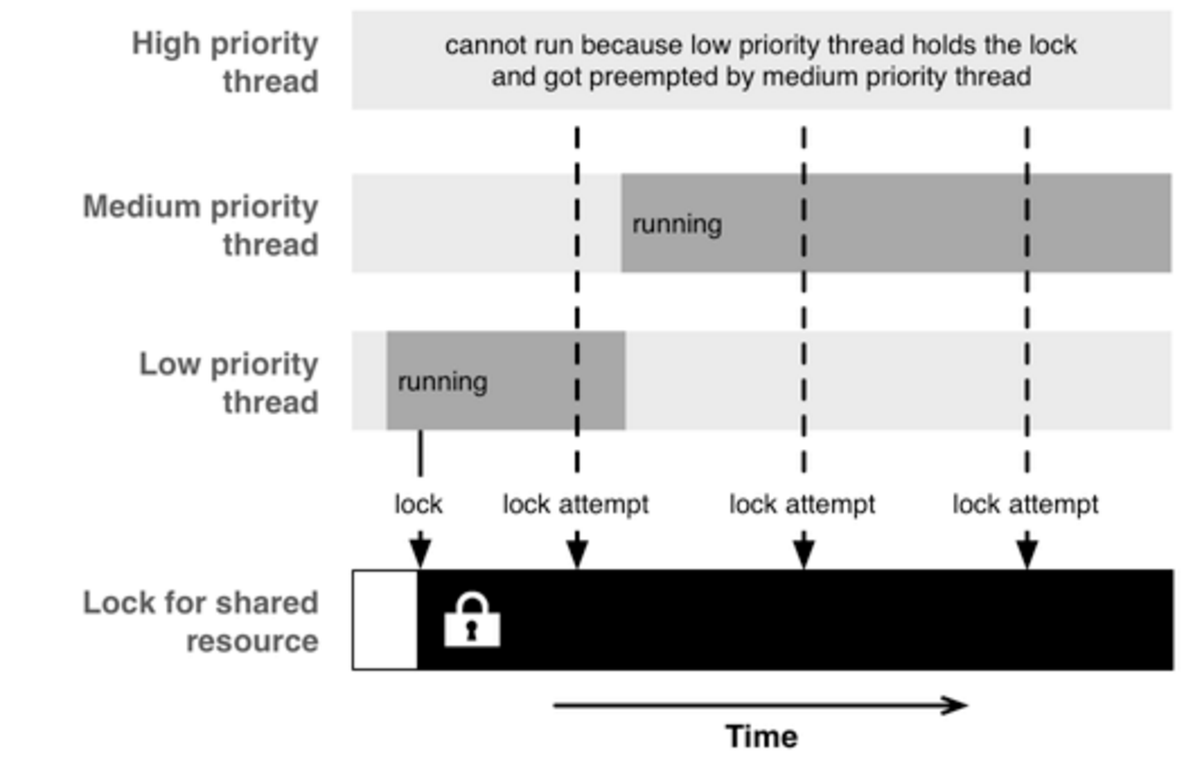 High priority
thread
cannot run because low priority thread holds the lock
and got preempted by medium priority thread
Medium priority
thread
running
Low priority
thread
running
lock
lock attempt
lock attempt
lock attempt
Lock for shared
resource
Time